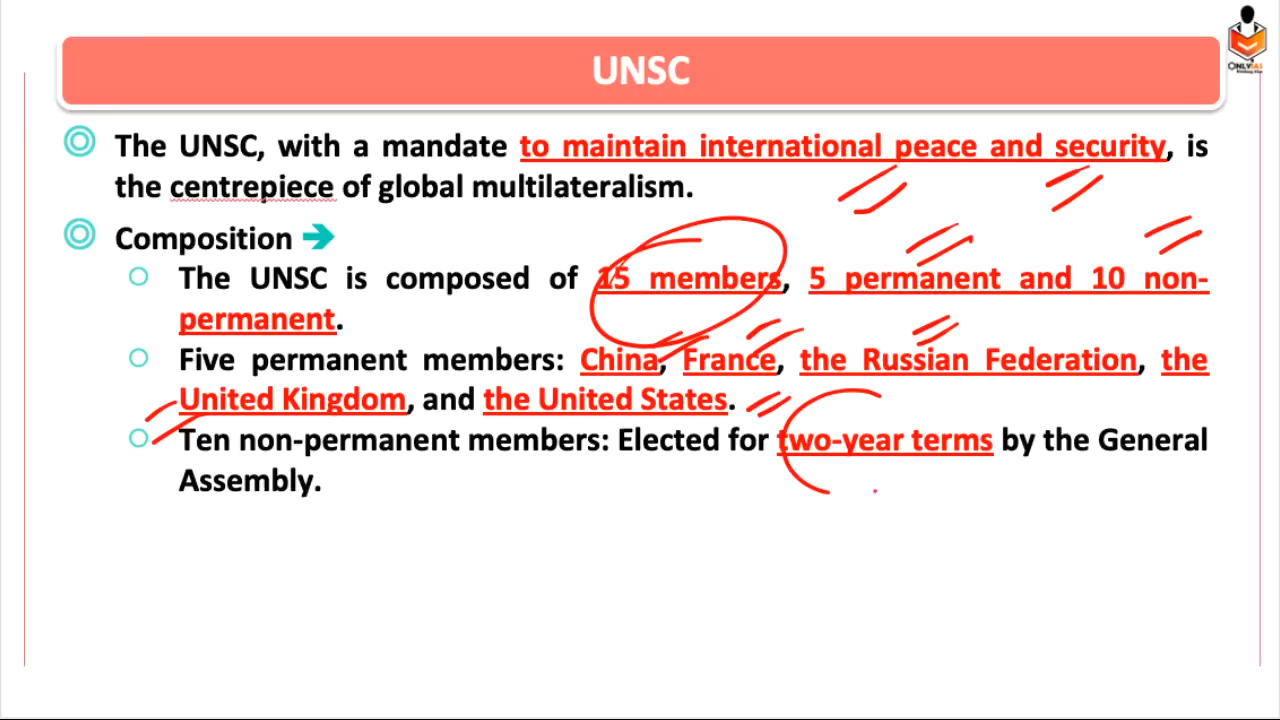 UNSC
ONLYIAS
The UNSC, with a mandate to maintain international peace and security, is
the centrepiece of global multilateralism.
Composition
The UNSC is composed of 15 members, 5 permanent and 10 non-
permanent.
Five permanent members: China, France, the Russian Federation, the
United Kingdom, and the United States.
Ten non-permanent members: Elected for two-year terms by the General
Assembly.